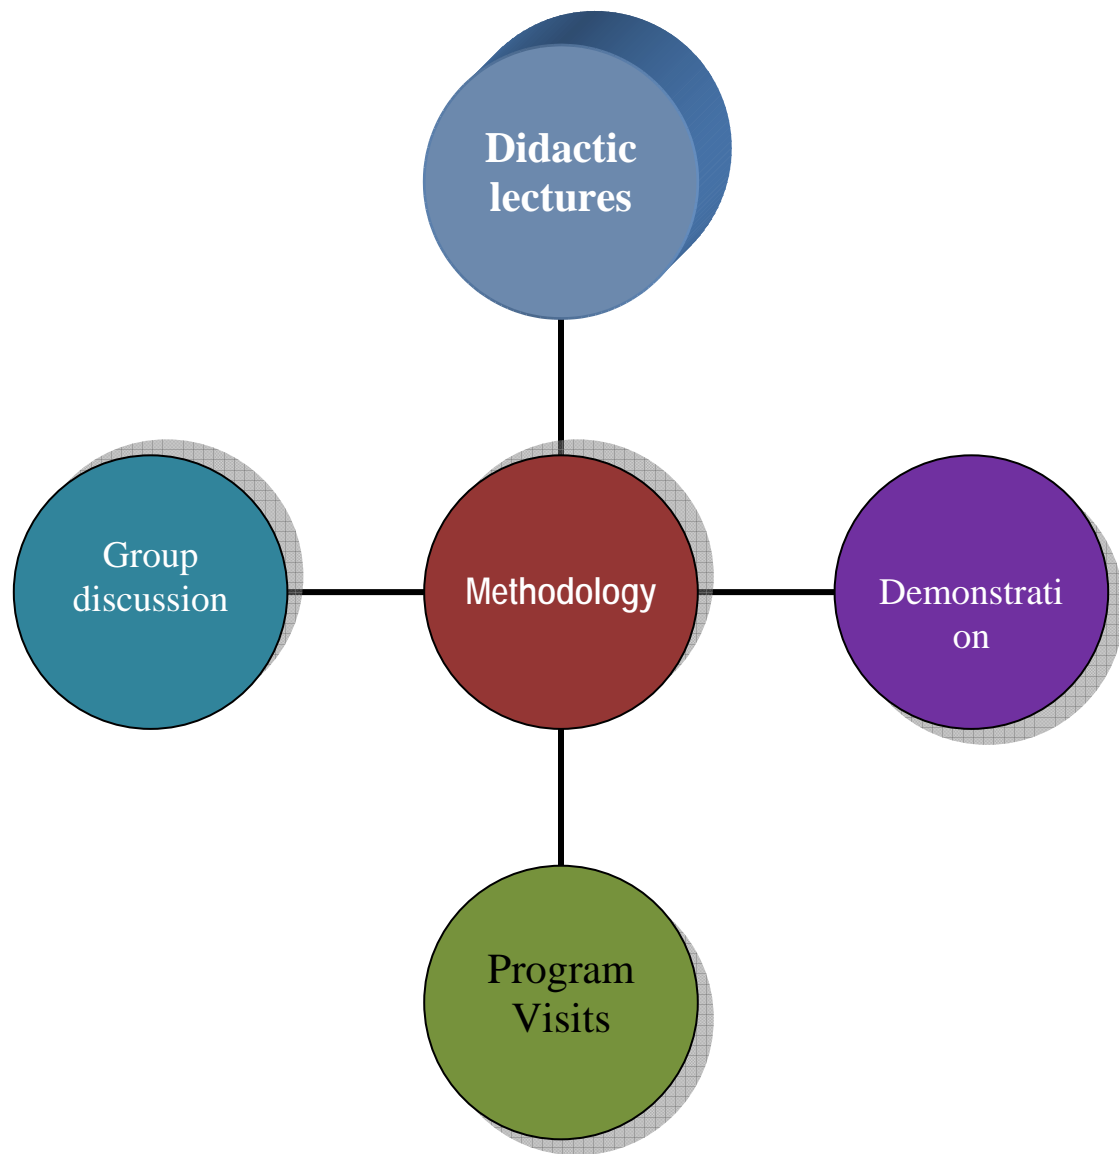 Didactic
lectures
Group
discussion
Methodology
Demonstrati
on
Program
Visits